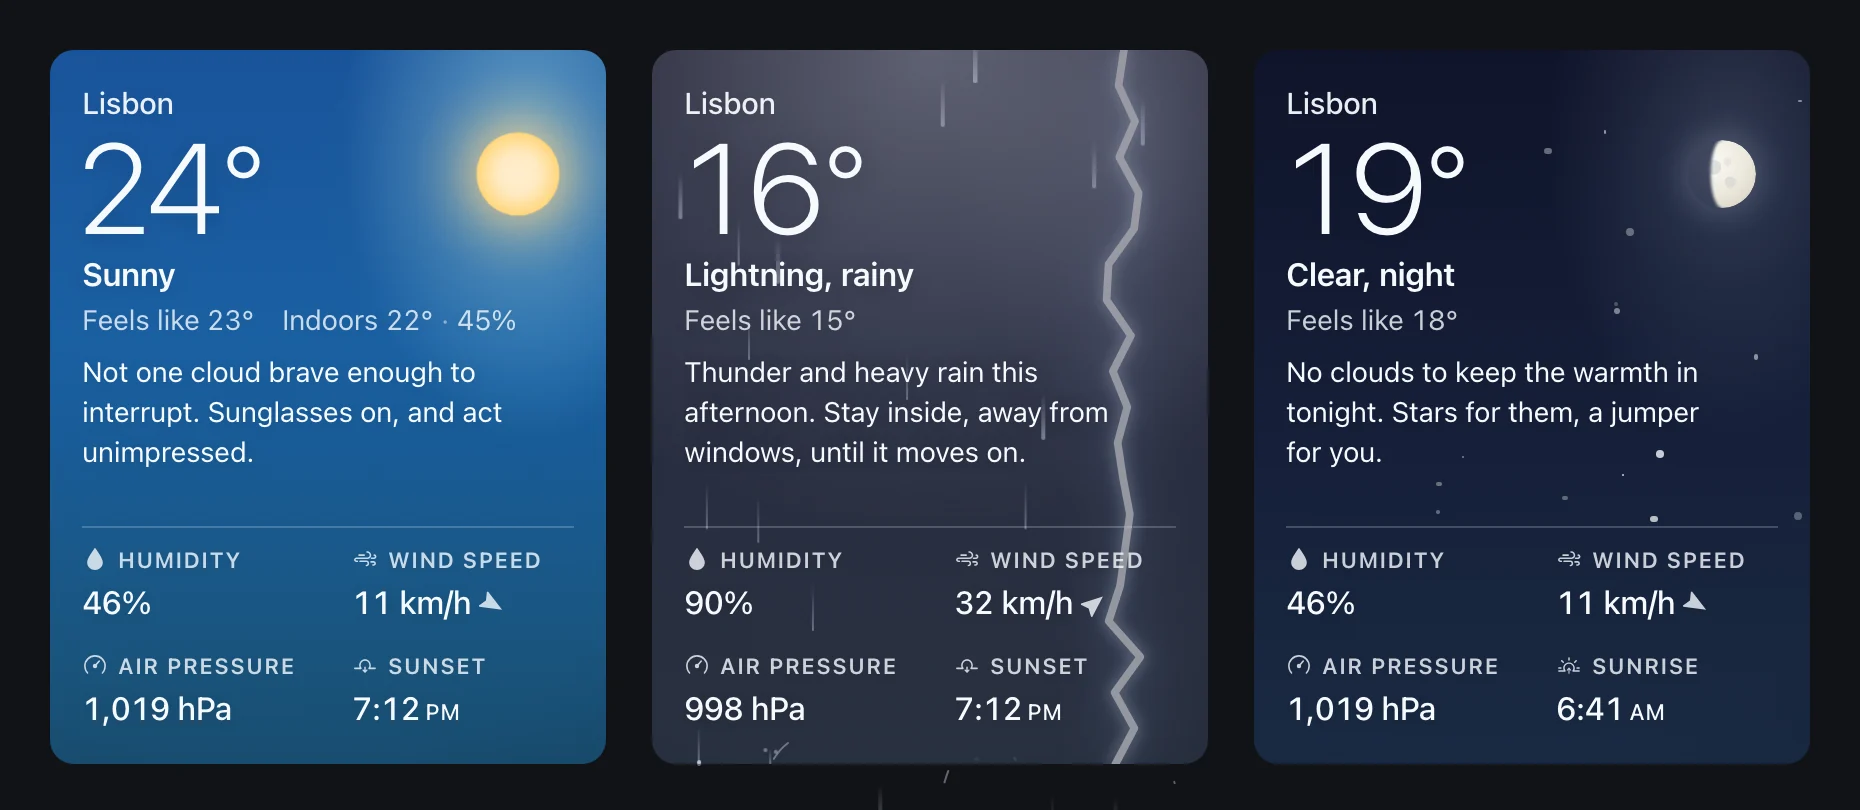 Lisbon
24°
Sunny
Feels like 23° Indoors 22° · 45%
Not one cloud brave enough to
interrupt. Sunglasses on, and act
unimpressed.
HUMIDITY
46%
WIND SPEED
11 km/h
AIR PRESSURE
1,019 hPa
SUNSET
7:12 PM
Lisbon
16°
Lightning, rainy
Feels like 15°
Thunder and heavy rain this
afternoon. Stay inside, away from
windows, until it moves on.
HUMIDITY
90%
WIND SPEED
32 km/h
AIR PRESSURE
998 hPa
SUNSET
7:12 PM
Lisbon
19°
Clear, night
Feels like 18°
No clouds to keep the warmth in
tonight. Stars for them, a jumper
for you.
HUMIDITY
46%
WIND SPEED
11 km/h
AIR PRESSURE
1,019 hPa
SUNRISE
6:41 AM